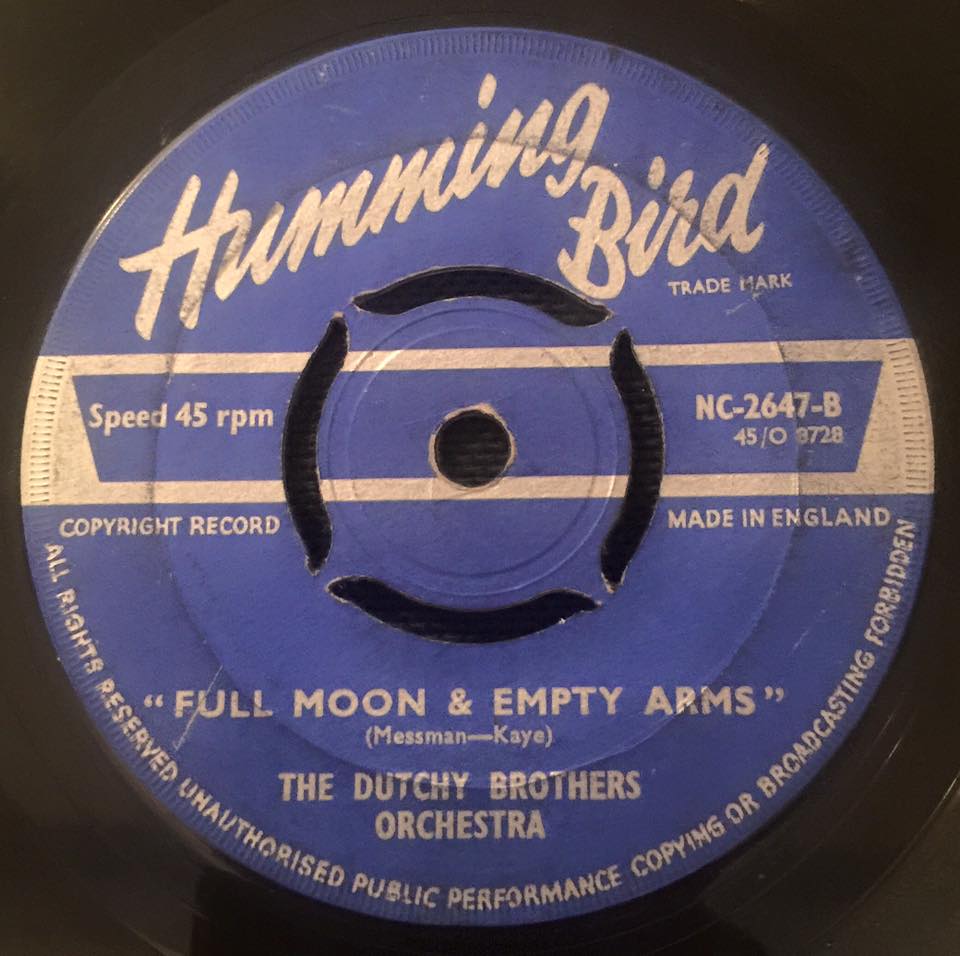 Humming
Bird
TRADE MARK
Speed 45 rpm
NC-2647-B
45/O 8728
COPYRIGHT RECORD
MADE IN ENGLAND
"FULL MOON & EMPTY ARMS"
(Messman—Kaye)
THE DUTCHY BROTHERS
ORCHESTRA
ALL RIGHTS RESERVED UNAUTHORISED PUBLIC PERFORMANCE COPYING OR BROADCASTING FORBIDDEN